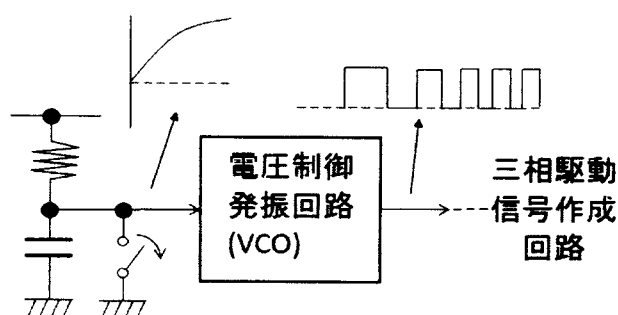 電圧制御
発振回路
(VCO)
三相駆動
信号作成
回路